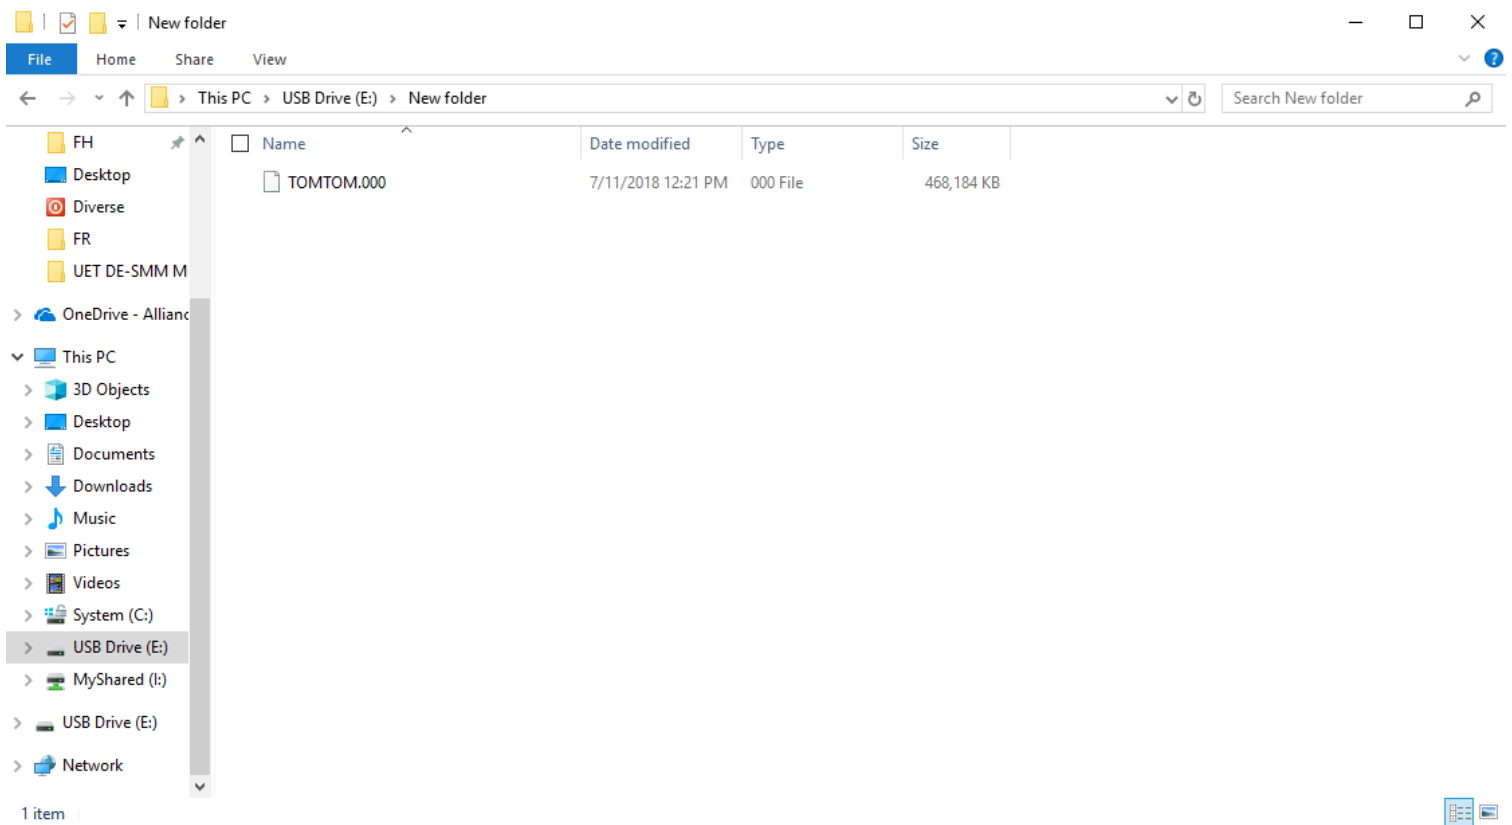 New folder
File Home Share View
This PC USB Drive (E:) New folder Search New folder
Name Date modified Type Size
TOMTOM.000 7/11/2018 12:21 PM 000 File 468,184 KB
FH
Desktop
Diverse
FR
UET DE-SMM M
OneDrive - Allianc
This PC
3D Objects
Desktop
Documents
Downloads
Music
Pictures
Videos
System (C:)
USB Drive (E:)
MyShared (I:)
USB Drive (E:)
Network
1 item